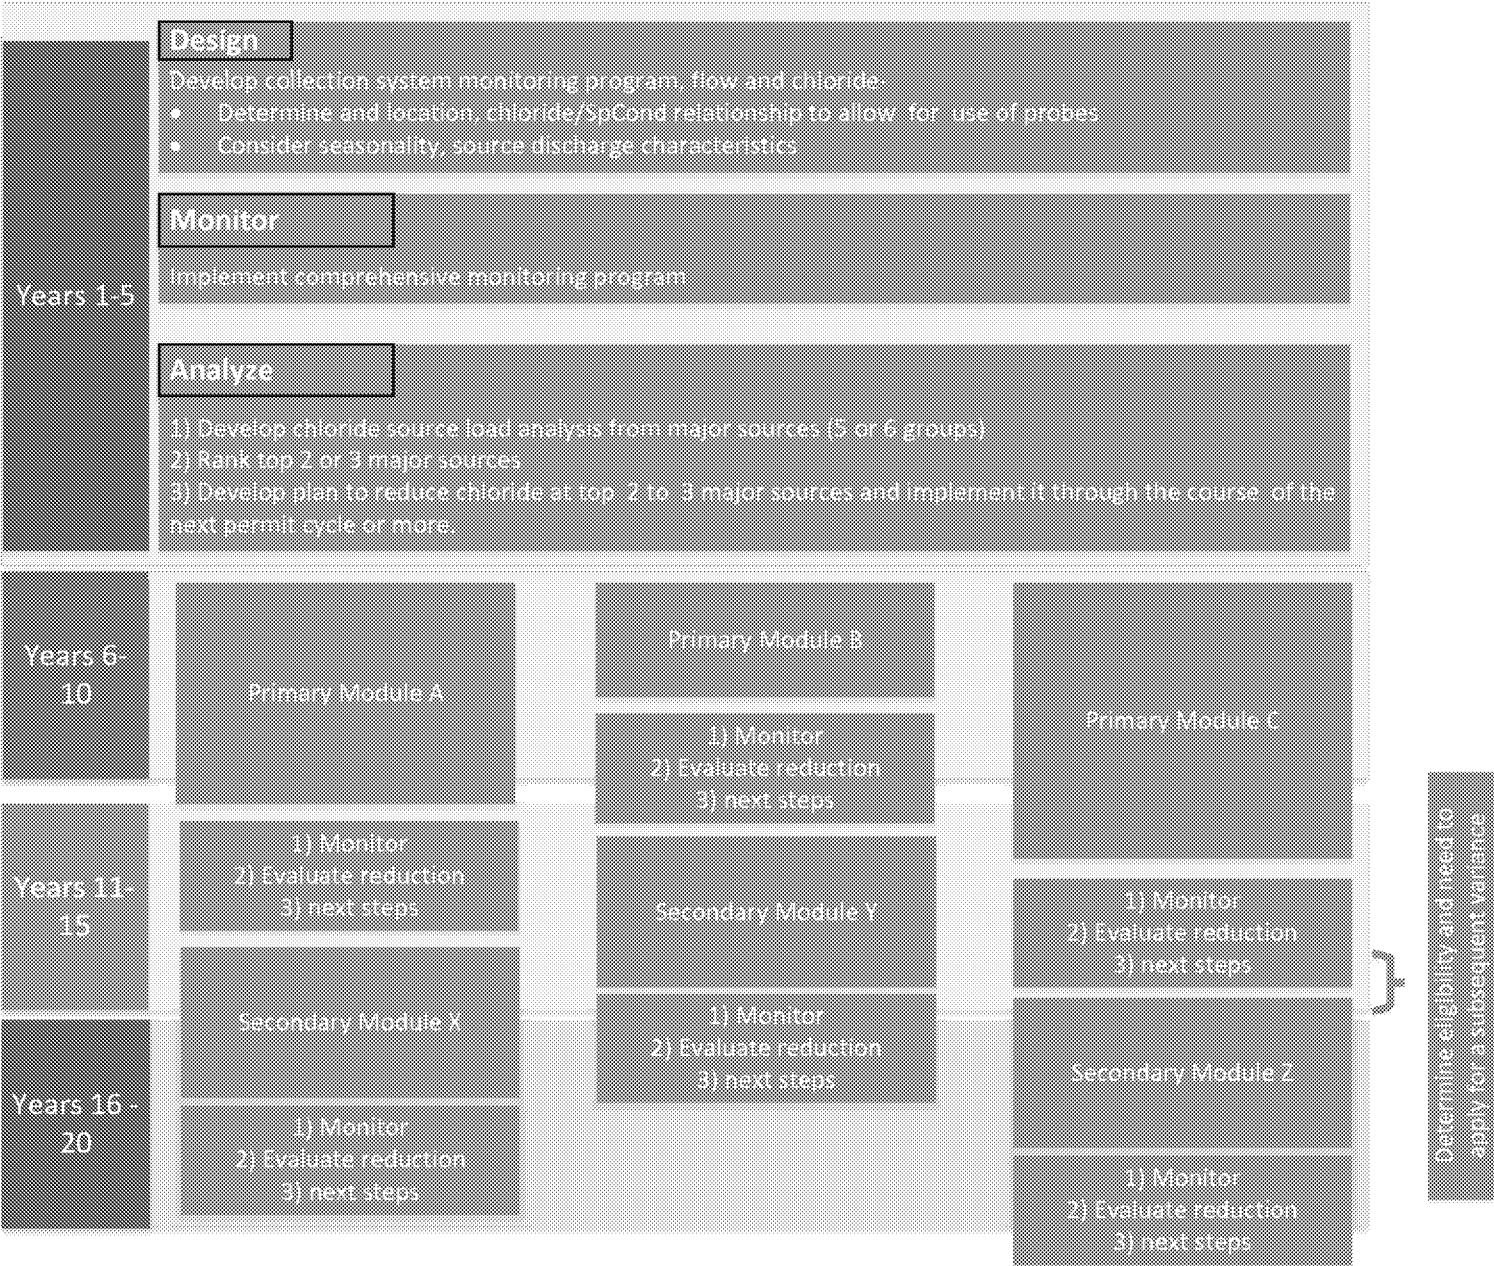 Design
Develop collection system monitoring program, flow and chloride
• Determine and location, chloride/SpCond relationship to allow for use of probes
• Consider seasonality, source discharge characteristics
Monitor
Implement comprehensive monitoring program
Years 1-5
Analyze
1) Develop chloride source load analysis from major sources (5 or 6 groups)
2) Rank top 2 or 3 major sources
3) Develop plan to reduce chloride at top 2 to 3 major sources and implement it through the course of the
next permit cycle or more.
Years 6-
10
Primary Module A
Primary Module B
1) Monitor
2) Evaluate reduction
3) next steps
Primary Module C
Years 11-
15
1) Monitor
2) Evaluate reduction
3) next steps
Secondary Module Y
1) Monitor
2) Evaluate reduction
3) next steps
Secondary Module X
1) Monitor
2) Evaluate reduction
3) next steps
Secondary Module Z
Years 16 -
20
1) Monitor
2) Evaluate reduction
3) next steps
1) Monitor
2) Evaluate reduction
3) next steps
Determine eligibility and need to
apply for a subsequent variance